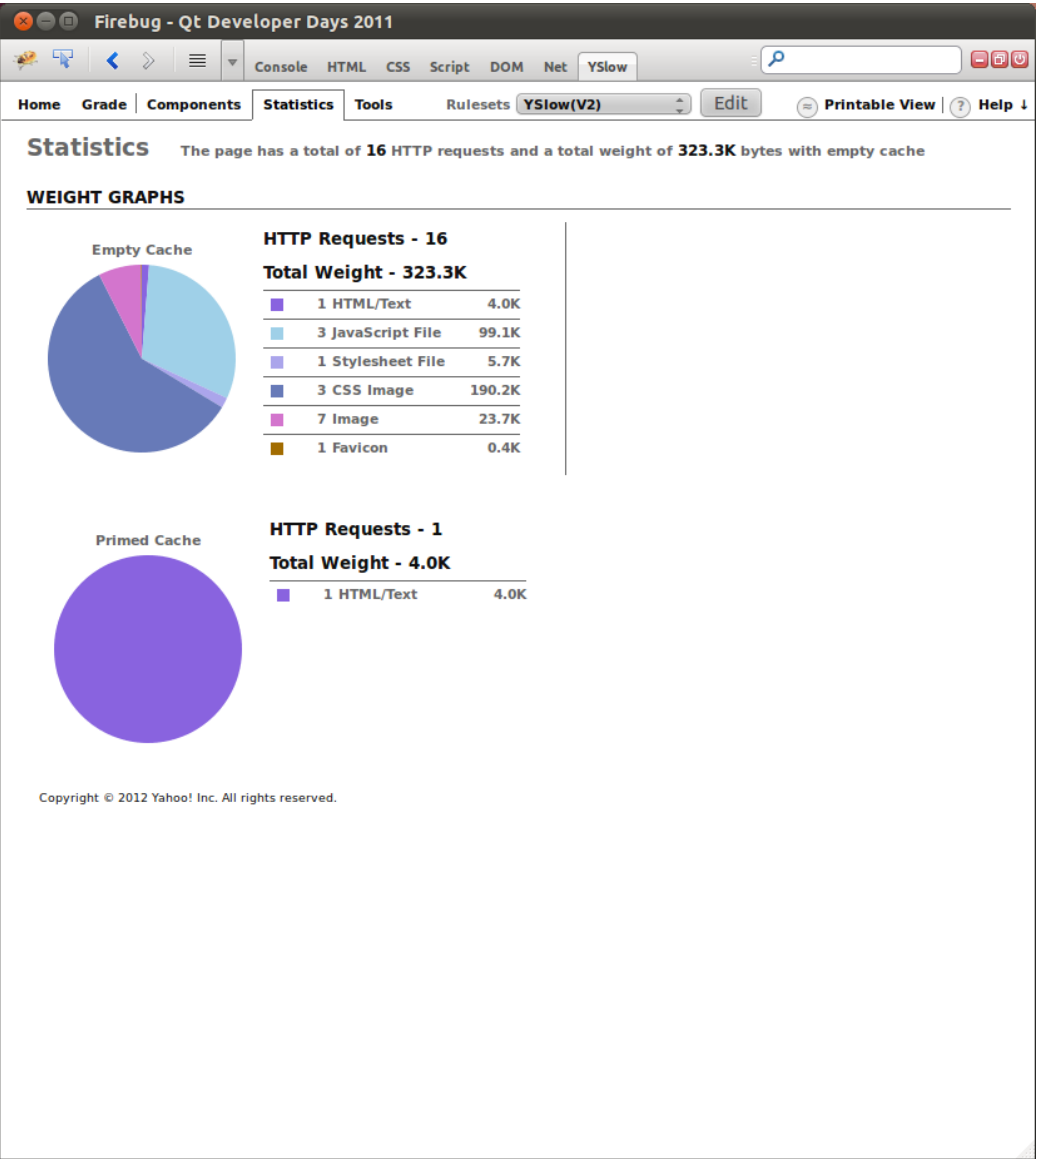 Firebug - Qt Developer Days 2011
Console HTML CSS Script DOM Net YSlow
Home Grade Components Statistics Tools Rulesets YSlow(V2) Edit Printable View ? Help ↓
Statistics The page has a total of 16 HTTP requests and a total weight of 323.3K bytes with empty cache
WEIGHT GRAPHS
Empty Cache
HTTP Requests - 16
Total Weight - 323.3K
1 HTML/Text 4.0K
3 JavaScript File 99.1K
1 Stylesheet File 5.7K
3 CSS Image 190.2K
7 Image 23.7K
1 Favicon 0.4K
Primed Cache
HTTP Requests - 1
Total Weight - 4.0K
1 HTML/Text 4.0K
Copyright © 2012 Yahoo! Inc. All rights reserved.